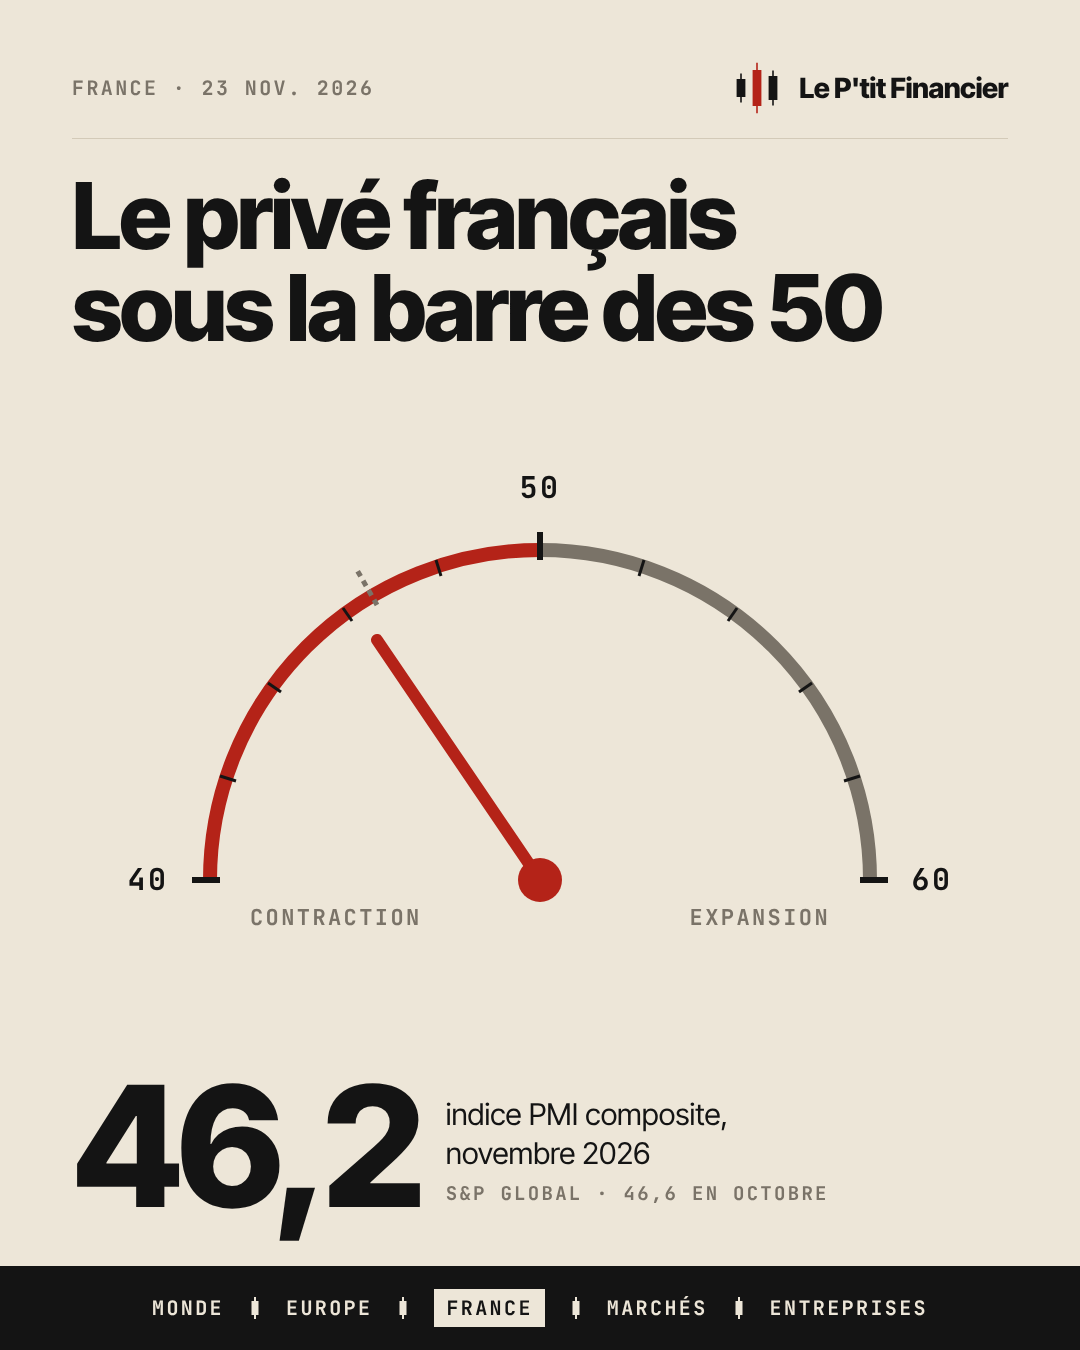 FRANCE · 23 NOV. 2026
Le P'tit Financier
Le privé français
sous la barre des 50
50
40
60
CONTRACTION
EXPANSION
46,2
indice PMI composite,
novembre 2026
S&P GLOBAL · 46,6 EN OCTOBRE
MONDE EUROPE FRANCE MARCHÉS ENTREPRISES